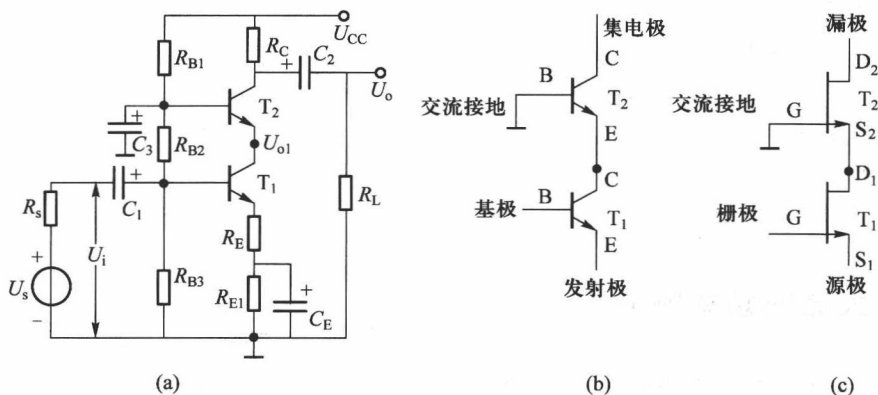 U_CC
R_B1
R_C
C_2
U_o
T_2
C_3
R_B2
U_o1
T_1
R_s
C_1
R_L
U_i
R_E
U_s
R_B3
R_E1
C_E
+
+
+
+
+
−
(a)
集电极
C
B
交流接地
T_2
E
C
基极
B
T_1
E
发射极
(b)
漏极
D_2
交流接地
G
T_2
S_2
D_1
栅极
G
T_1
S_1
源极
(c)